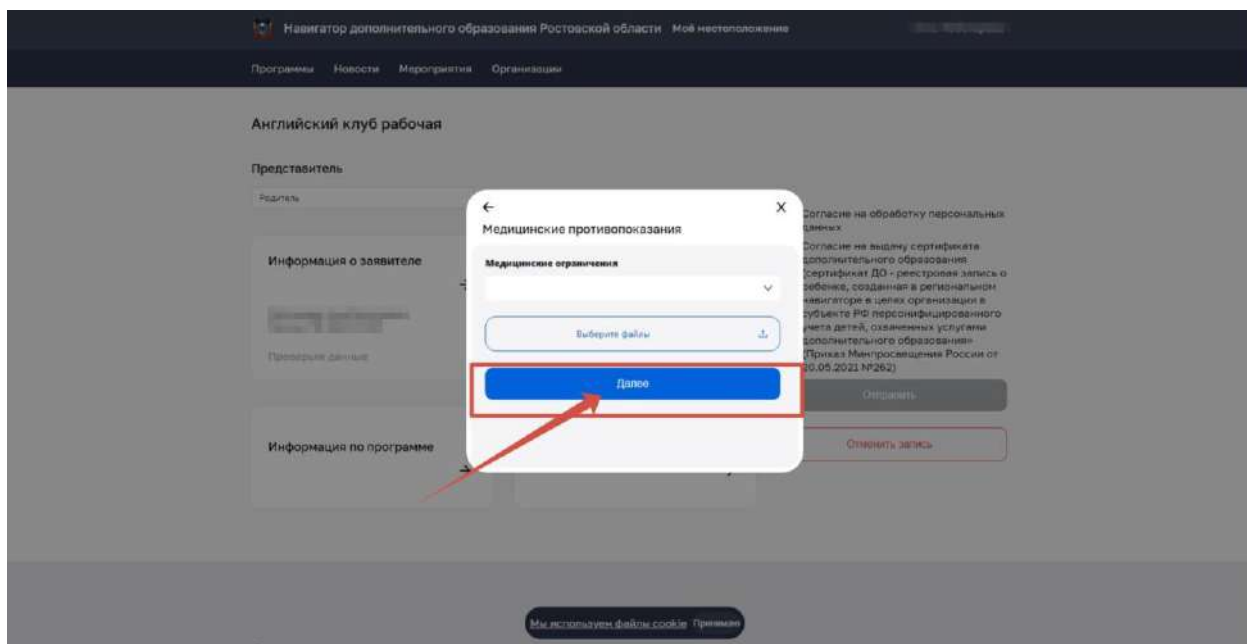 Навигатор дополнительного образования Ростовской области Моё местоположение
Программы Новости Мероприятия Организации
Английский клуб рабочая
Представитель
Родитель
← X
Медицинские противопоказания
Медицинские ограничения
Выберите файлы
Далее
Информация о заявителе
Проверьте данные
Информация по программе
Согласие на обработку персональных
данных
Согласие на выдачу сертификата
дополнительного образования
(сертификат ДО - реестровая запись о
ребенке, созданная в региональном
навигаторе в целях организации в
субъекте РФ персонифицированного
учета детей, охваченных услугами
дополнительного образования»
(Приказ Минпросвещения России от
20.05.2021 №262)
Отправить
Отменить запись
Мы используем файлы cookie Принимаю